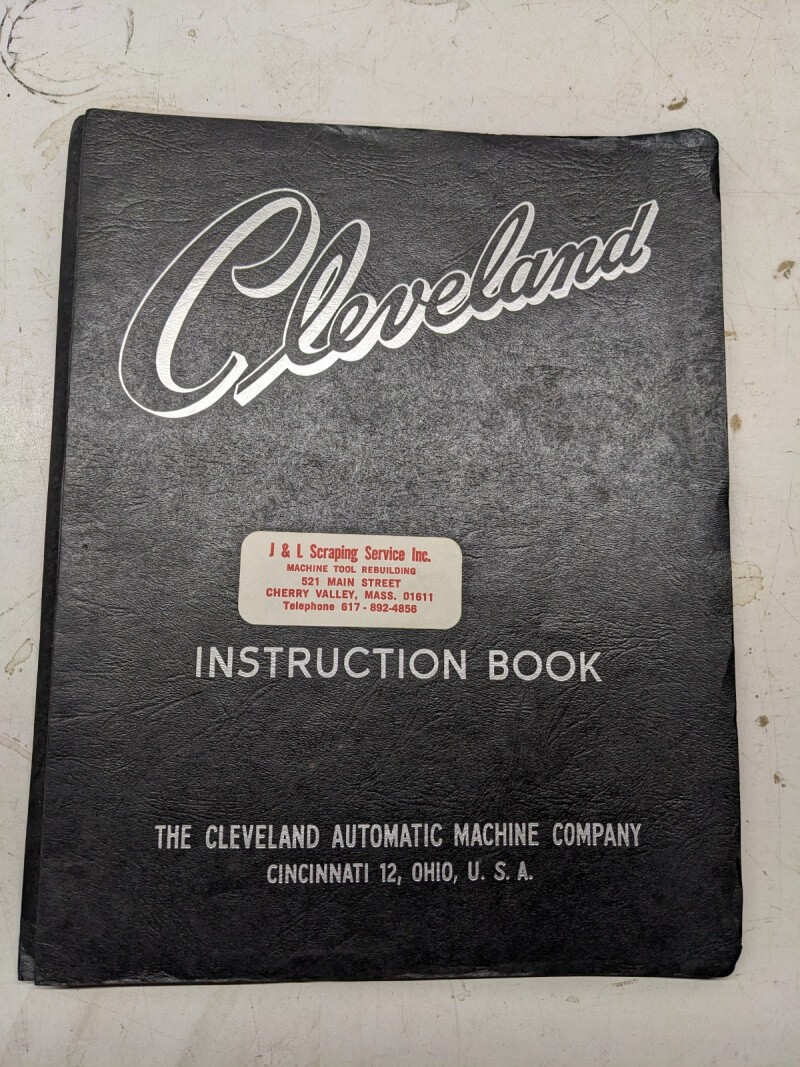 Cleveland
J & L Scraping Service Inc.
MACHINE TOOL REBUILDING
521 MAIN STREET
CHERRY VALLEY, MASS. 01611
Telephone 617 - 892-4856
INSTRUCTION BOOK
THE CLEVELAND AUTOMATIC MACHINE COMPANY
CINCINNATI 12, OHIO, U. S. A.